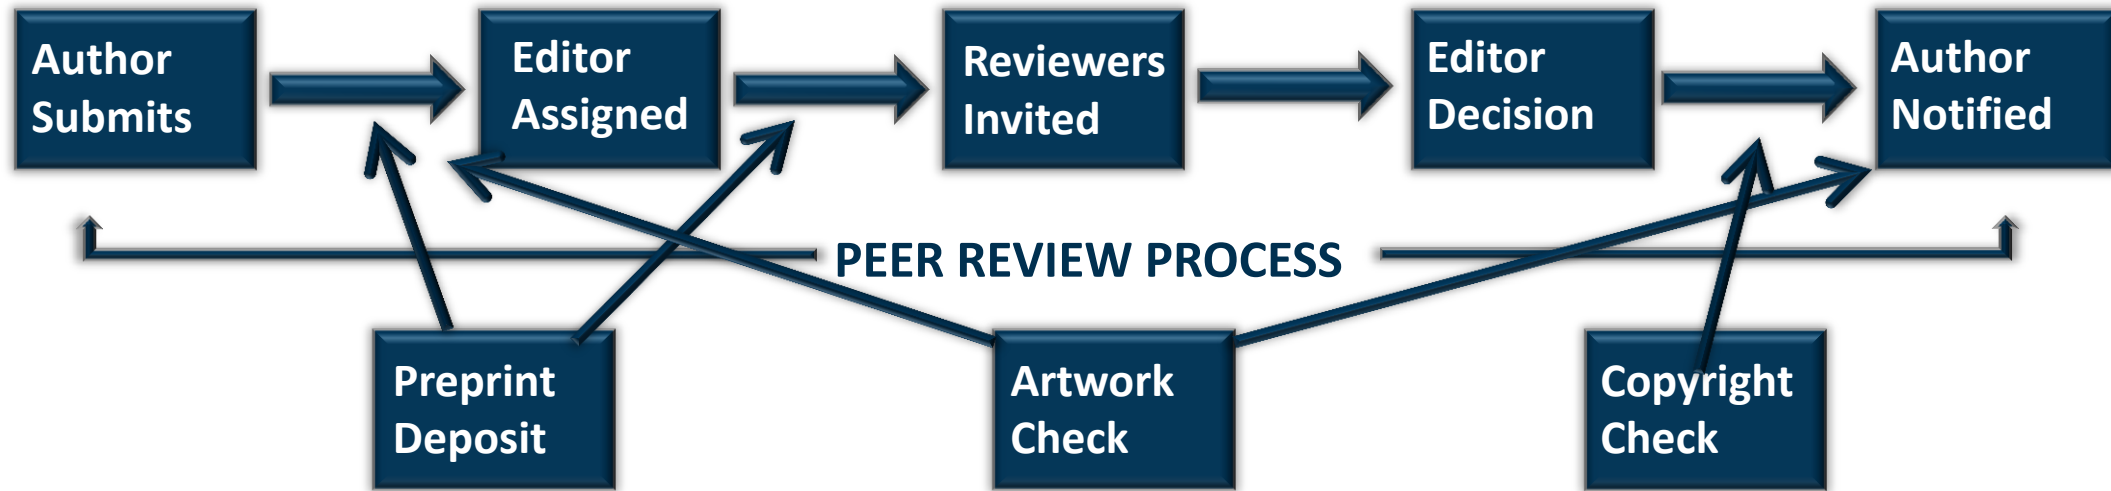 Author
Submits
Editor
Assigned
Reviewers
Invited
Editor
Decision
Author
Notified
PEER REVIEW PROCESS
Preprint
Deposit
Artwork
Check
Copyright
Check